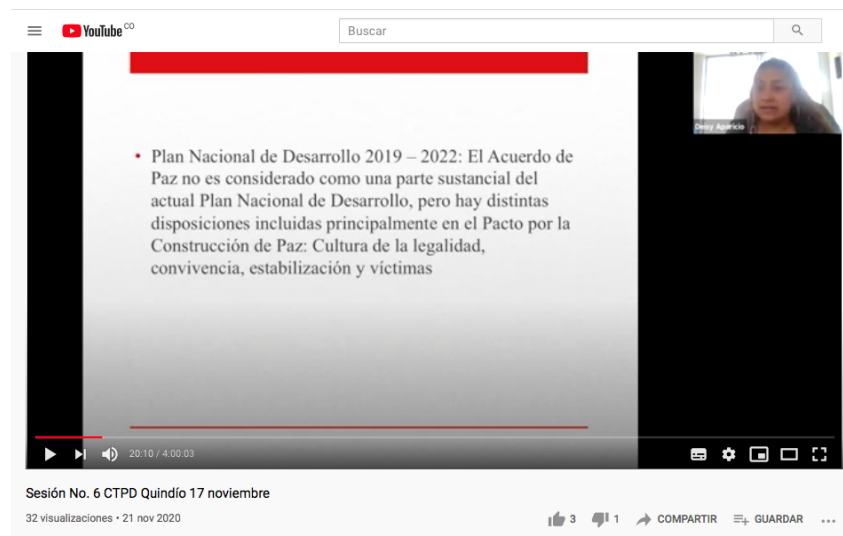 YouTube CO
Buscar
Deisy Aparicio
• Plan Nacional de Desarrollo 2019 – 2022: El Acuerdo de
Paz no es considerado como una parte sustancial del
actual Plan Nacional de Desarrollo, pero hay distintas
disposiciones incluidas principalmente en el Pacto por la
Construcción de Paz: Cultura de la legalidad,
convivencia, estabilización y víctimas
20:10 / 4:00:03
Sesión No. 6 CTPD Quindío 17 noviembre
32 visualizaciones • 21 nov 2020
3 1 COMPARTIR GUARDAR